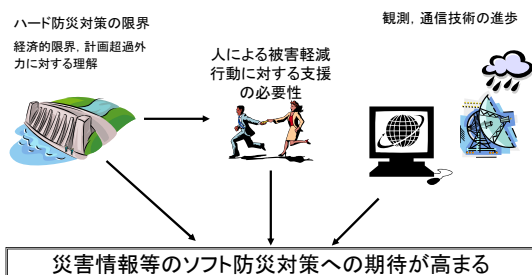 ハード防災対策の限界
経済的限界，計画超過外
力に対する理解
人による被害軽減
行動に対する支援
の必要性
観測，通信技術の進歩
災害情報等のソフト防災対策への期待が高まる